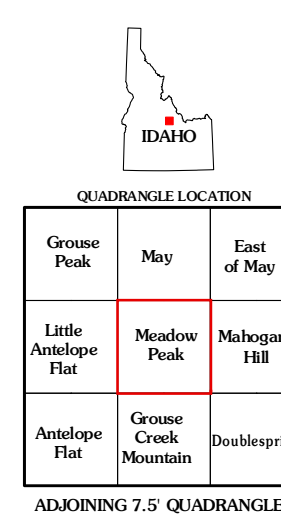 IDAHO
QUADRANGLE LOCATION
Grouse
Peak
May
East
of May
Little
Antelope
Flat
Meadow
Peak
Mahogan
Hill
Antelope
Flat
Grouse
Creek
Mountain
Doublespri
ADJOINING 7.5' QUADRANGLE